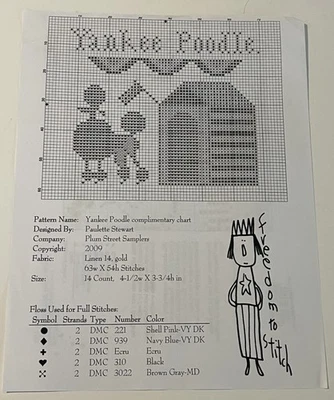 Yankee Poodle
Pattern Name: Yankee Poodle complimentary chart
Designed By: Paulette Stewart
Company: Plum Street Samplers
Copyright: 2009
Fabric: Linen 14, gold
63w X 54h Stitches
Size: 14 Count, 4-1/2w X 3-3/4h in
Floss Used for Full Stitches:
Symbol Strands Type Number Color
2 DMC 221 Shell Pink-VY DK
2 DMC 939 Navy Blue-VY DK
2 DMC Ecru Ecru
2 DMC 310 Black
2 DMC 3022 Brown Gray-MD
freedom to stitch